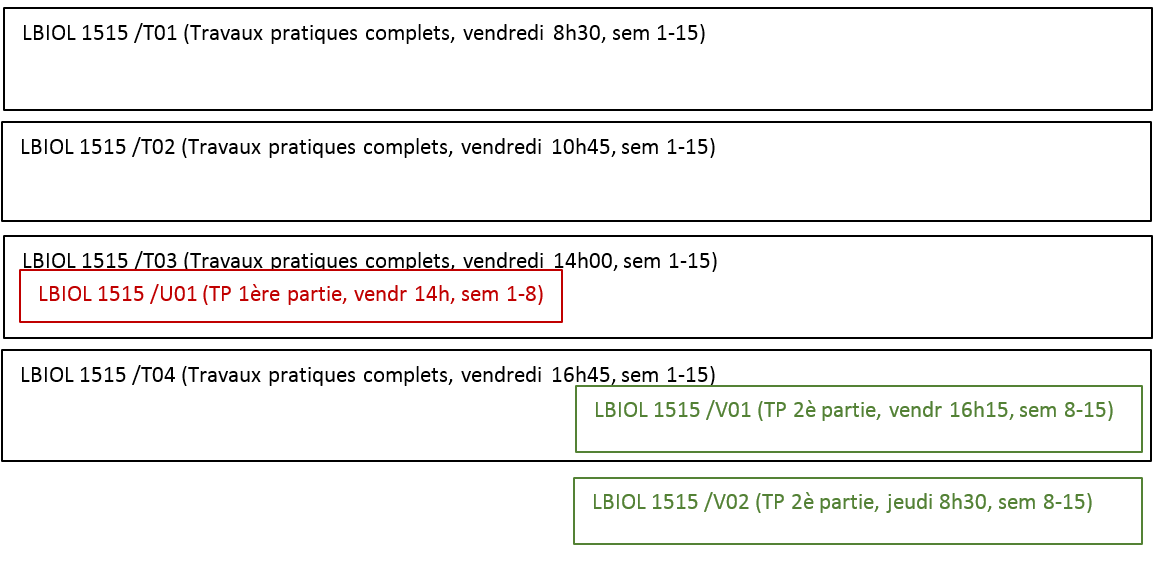 LBIOL 1515 /T01 (Travaux pratiques complets, vendredi 8h30, sem 1-15)
LBIOL 1515 /T02 (Travaux pratiques complets, vendredi 10h45, sem 1-15)
LBIOL 1515 /T03 (Travaux pratiques complets, vendredi 14h00, sem 1-15)
LBIOL 1515 /U01 (TP 1ère partie, vendr 14h, sem 1-8)
LBIOL 1515 /T04 (Travaux pratiques complets, vendredi 16h45, sem 1-15)
LBIOL 1515 /V01 (TP 2è partie, vendr 16h15, sem 8-15)
LBIOL 1515 /V02 (TP 2è partie, jeudi 8h30, sem 8-15)